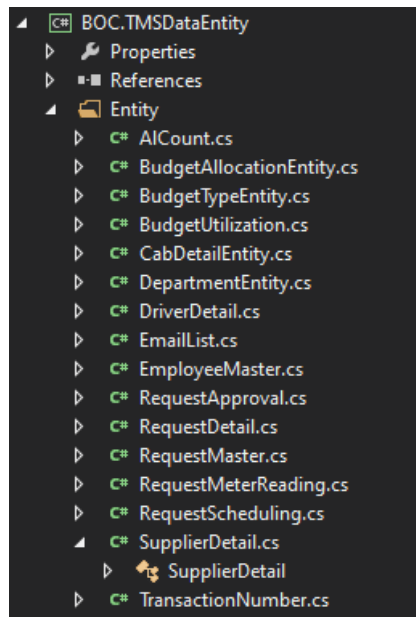 C# BOC.TMSDataEntity
Properties
References
Entity
C# AICount.cs
C# BudgetAllocationEntity.cs
C# BudgetTypeEntity.cs
C# BudgetUtilization.cs
C# CabDetailEntity.cs
C# DepartmentEntity.cs
C# DriverDetail.cs
C# EmailList.cs
C# EmployeeMaster.cs
C# RequestApproval.cs
C# RequestDetail.cs
C# RequestMaster.cs
C# RequestMeterReading.cs
C# RequestScheduling.cs
C# SupplierDetail.cs
SupplierDetail
C# TransactionNumber.cs